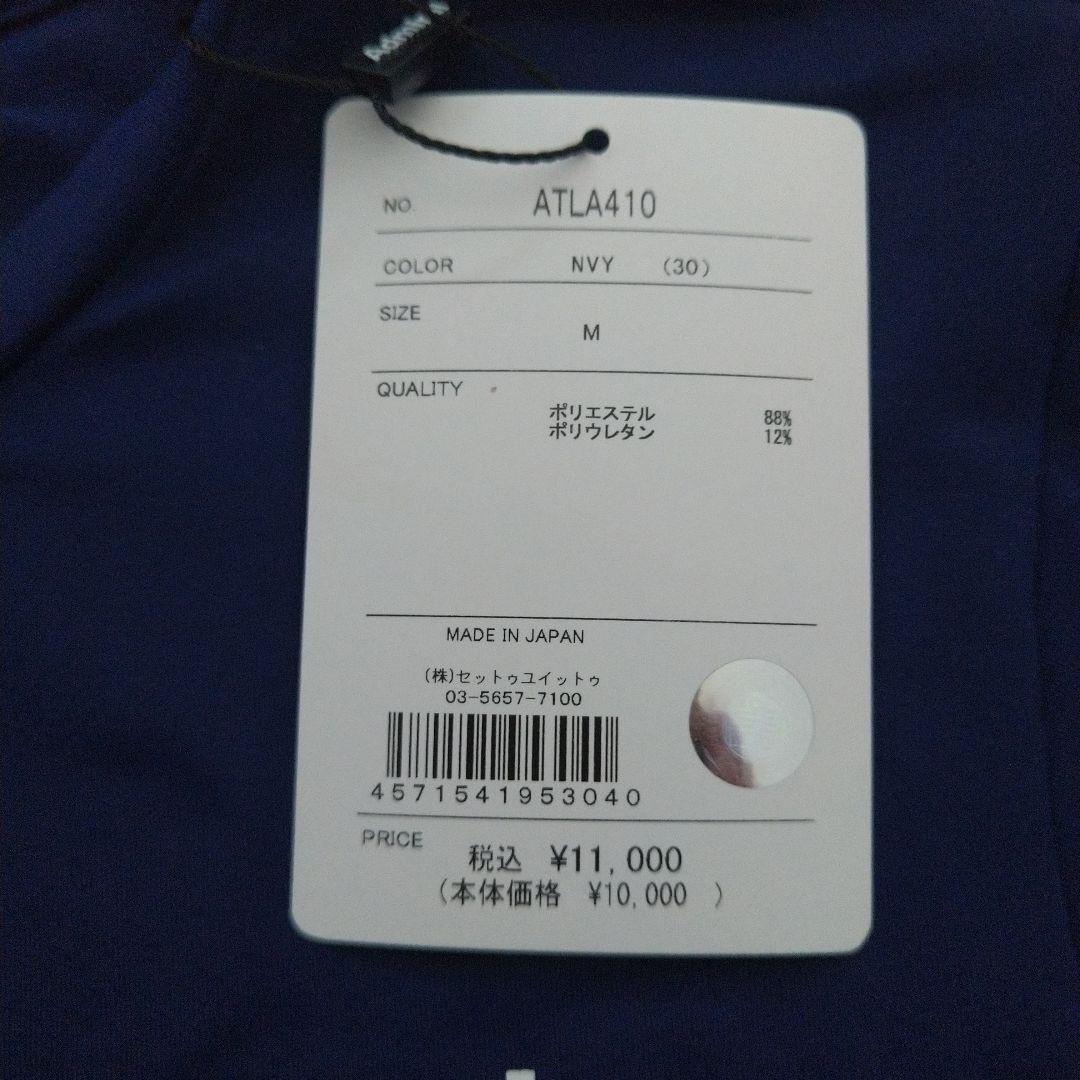 NO. ATLA410
COLOR NVY (30)
SIZE
M
QUALITY
ポリエステル 88%
ポリウレタン 12%
MADE IN JAPAN
(株)セットゥユイットゥ
03-5657-7100
4571541953040
PRICE
税込 ¥11,000
(本体価格 ¥10,000 )